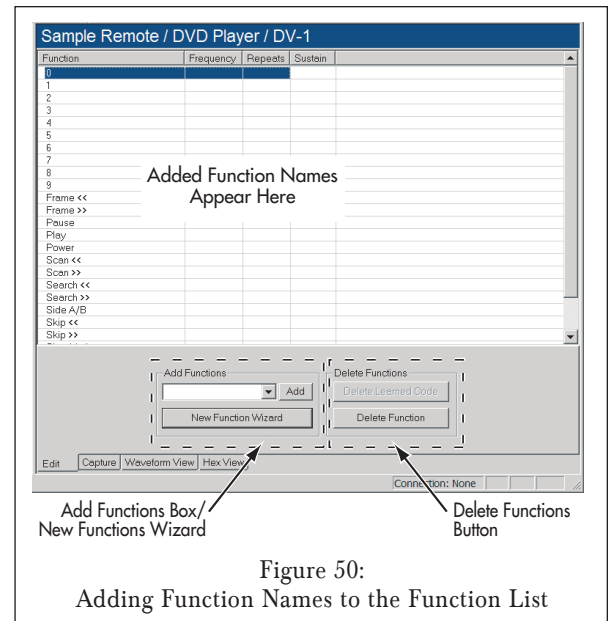 Sample Remote / DVD Player / DV-1
Function Frequency Repeats Sustain
0
1
2
3
4
5
6
7
8
9
Added Function Names
Appear Here
Frame <<
Frame >>
Pause
Play
Power
Scan <<
Scan >>
Search <<
Search >>
Side A/B
Skip <<
Skip >>
Add Functions
Add
New Function Wizard
Delete Functions
Delete Learned Code
Delete Function
Edit Capture Waveform View Hex View
Connection: None
Add Functions Box/
New Functions Wizard
Delete Functions
Button
Figure 50:
Adding Function Names to the Function List